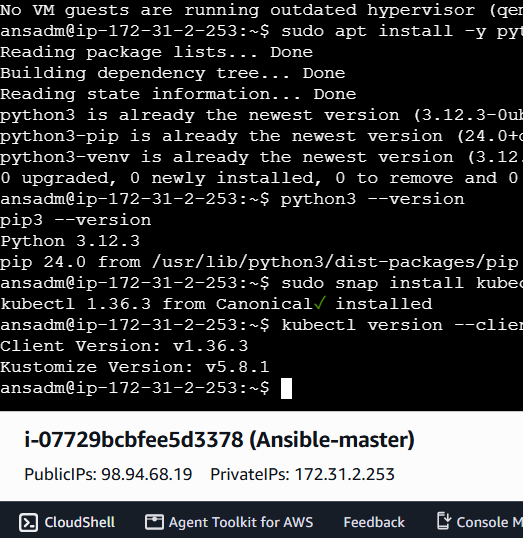 No VM guests are running outdated hypervisor (qem
ansadm@ip-172-31-2-253:~$ sudo apt install -y pyt
Reading package lists... Done
Building dependency tree... Done
Reading state information... Done
python3 is already the newest version (3.12.3-0ub
python3-pip is already the newest version (24.0+d
python3-venv is already the newest version (3.12.
0 upgraded, 0 newly installed, 0 to remove and 0
ansadm@ip-172-31-2-253:~$ python3 --version
pip3 --version
Python 3.12.3
pip 24.0 from /usr/lib/python3/dist-packages/pip
ansadm@ip-172-31-2-253:~$ sudo snap install kubec
kubectl 1.36.3 from Canonical✓ installed
ansadm@ip-172-31-2-253:~$ kubectl version --clien
Client Version: v1.36.3
Kustomize Version: v5.8.1
ansadm@ip-172-31-2-253:~$
i-07729bcbfee5d3378 (Ansible-master)
PublicIPs: 98.94.68.19 PrivateIPs: 172.31.2.253
CloudShell Agent Toolkit for AWS Feedback Console M